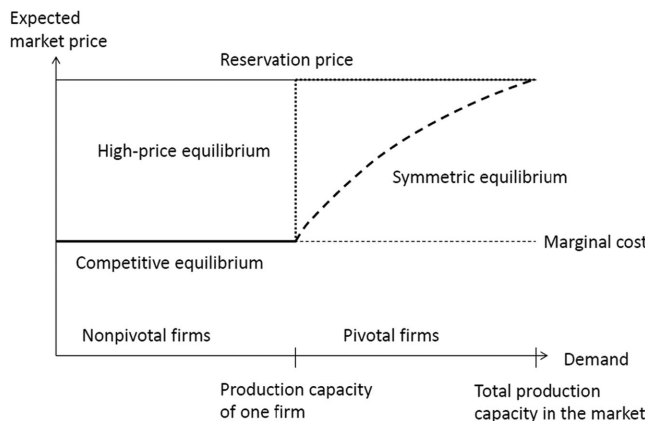 Expected
market price
Reservation price
High-price equilibrium
Symmetric equilibrium
Marginal cost
Competitive equilibrium
Nonpivotal firms
Pivotal firms
Demand
Production capacity
of one firm
Total production
capacity in the market